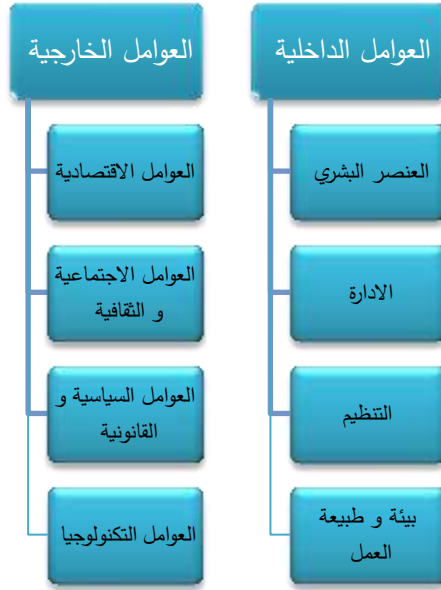 العوامل الداخلية
العنصر البشري
الادارة
التنظيم
بيئة و طبيعة
العمل
العوامل الخارجية
العوامل الاقتصادية
العوامل الاجتماعية
و الثقافية
العوامل السياسية و
القانونية
العوامل التكنولوجيا